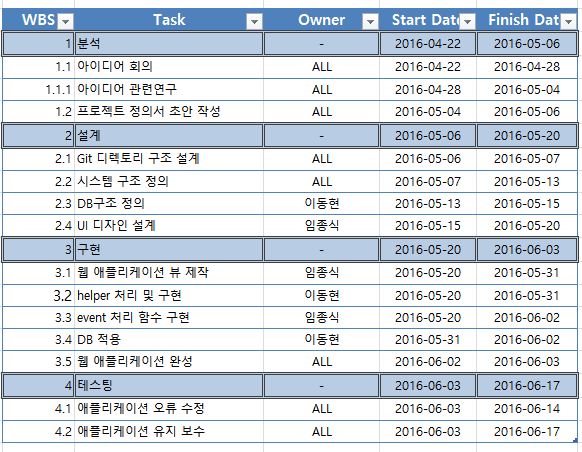 WBS Task Owner Start Date Finish Dat
1 분석 - 2016-04-22 2016-05-06
1.1 아이디어 회의 ALL 2016-04-22 2016-04-28
1.1.1 아이디어 관련연구 ALL 2016-04-28 2016-05-04
1.2 프로젝트 정의서 초안 작성 ALL 2016-05-04 2016-05-06
2 설계 - 2016-05-06 2016-05-20
2.1 Git 디렉토리 구조 설계 ALL 2016-05-06 2016-05-07
2.2 시스템 구조 정의 ALL 2016-05-07 2016-05-13
2.3 DB구조 정의 이동현 2016-05-13 2016-05-15
2.4 UI 디자인 설계 임종식 2016-05-15 2016-05-20
3 구현 - 2016-05-20 2016-06-03
3.1 웹 애플리케이션 뷰 제작 임종식 2016-05-20 2016-05-31
3.2 helper 처리 및 구현 이동현 2016-05-20 2016-05-31
3.3 event 처리 함수 구현 임종식 2016-05-20 2016-06-02
3.4 DB 적용 이동현 2016-05-31 2016-06-02
3.5 웹 애플리케이션 완성 ALL 2016-06-02 2016-06-03
4 테스팅 - 2016-06-03 2016-06-17
4.1 애플리케이션 오류 수정 ALL 2016-06-03 2016-06-14
4.2 애플리케이션 유지 보수 ALL 2016-06-03 2016-06-17